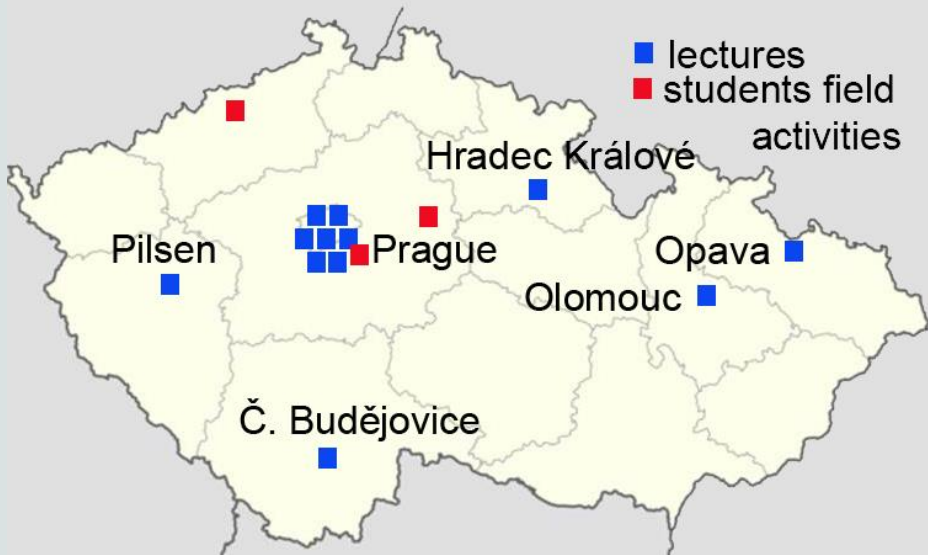 lectures
students field
activities
Hradec Králové
Pilsen
Prague
Opava
Olomouc
Č. Budějovice